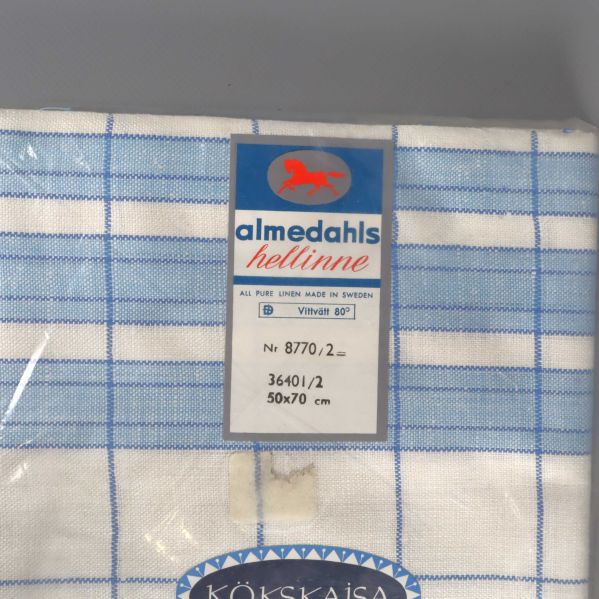 almedahls
hellinne
ALL PURE LINEN MADE IN SWEDEN
Vittvätt 80°
Nr 8770/2=
36401/2
50x70 cm
KÖKSKAJSA